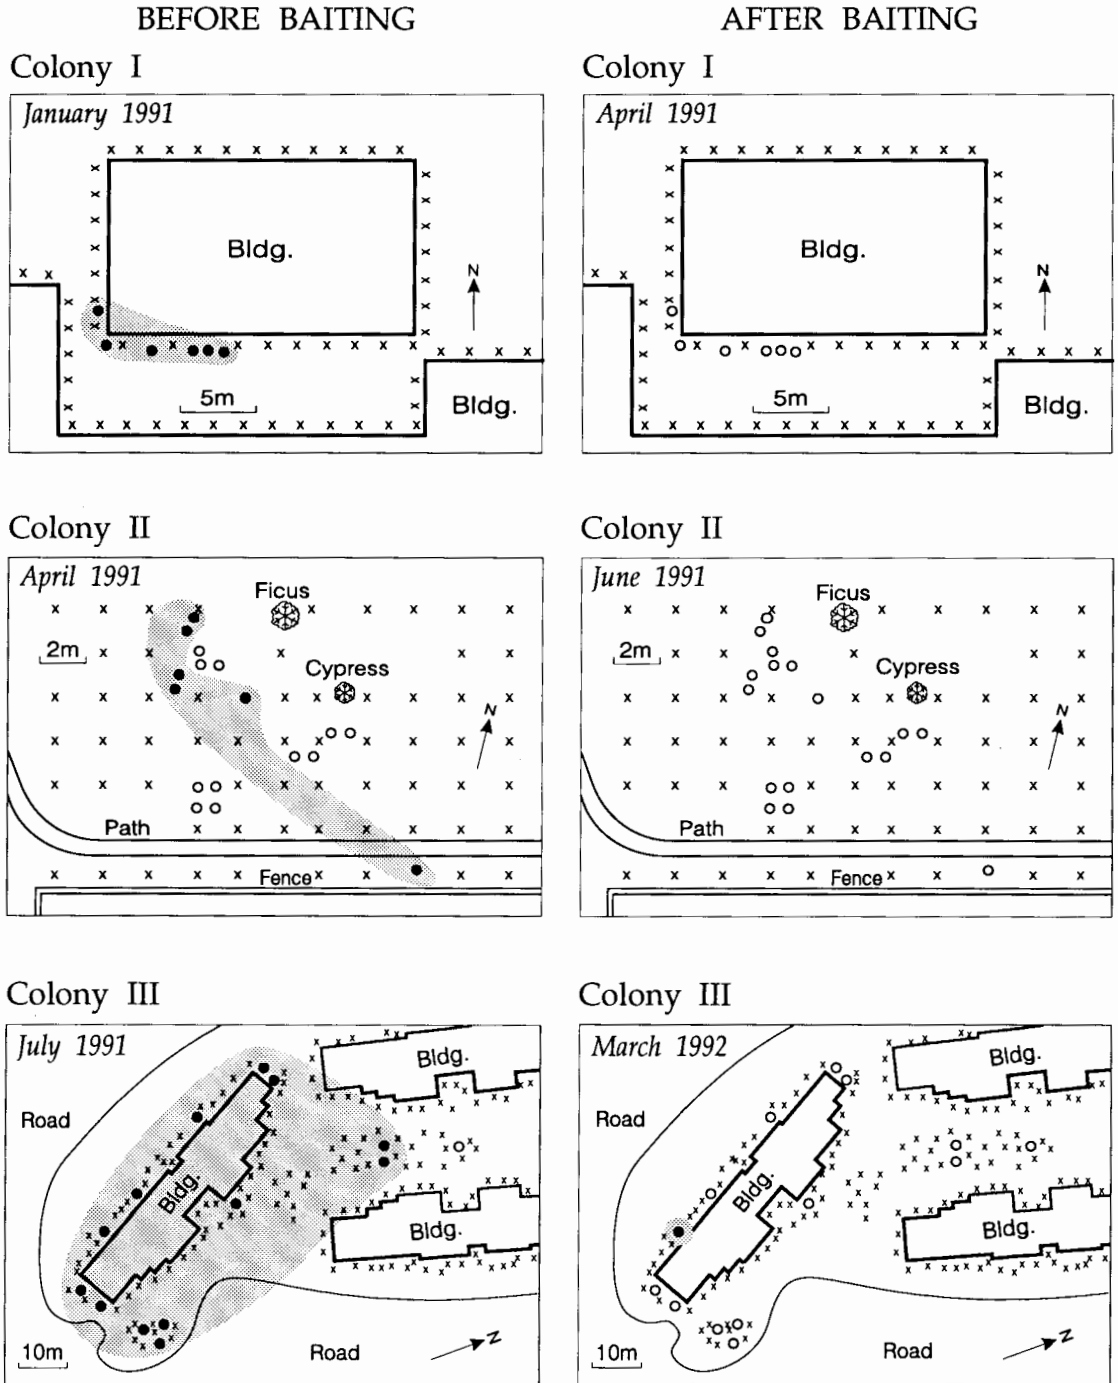 BEFORE BAITING
AFTER BAITING
Colony I
Colony I
January 1991
April 1991
Bldg.
Bldg.
N
N
5m
5m
Bldg.
Bldg.
Colony II
Colony II
April 1991
June 1991
Ficus
Ficus
2m
2m
Cypress
Cypress
N
N
Path
Path
Fence
Fence
Colony III
Colony III
July 1991
March 1992
Bldg.
Bldg.
Road
Road
Bldg.
Bldg.
Bldg.
Bldg.
N
N
10m
Road
10m
Road